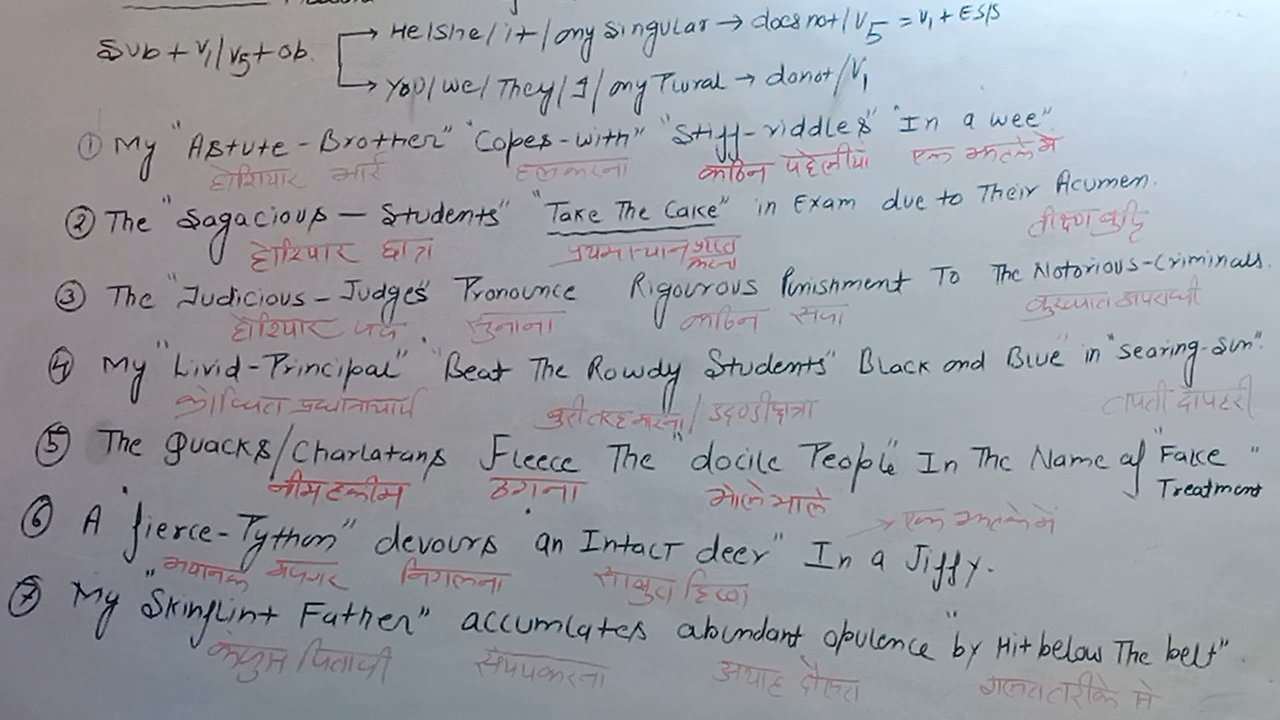 Sub + V1/V5 + Ob.
He/She/it/any Singular → does not/V5 = V1 + ES/S
You/We/They/I/any Plural → do not/V1
① My "Astute - Brother" "Copes - with" "Stiff - riddles" "In a wee".
होशियार भाई हल करना कठिन पहेलीयां एक झटके में
② The "Sagacious - Students" "Take The Cake" in Exam due to Their Acumen.
होशियार छात्र प्रथम स्थान प्राप्त करना तीक्ष्ण बुद्धि
③ The "Judicious - Judges" Pronounce Rigourous Punishment To The Notorious - Criminals.
होशियार जज सुनाना कठिन सजा कुख्यात अपराधी
④ My "Livid - Principal" "Beat The Rowdy Students" Black and Blue in "Searing - Sun".
क्रोधित प्रधानाचार्य बुरी तरह मारना / उदण्डी छात्रा तपती दोपहरी
⑤ The Quacks/Charlatans Fleece The "docile People" In The Name of "Fake"
Treatment
नीम हकीम ठगना भोले भाले
⑥ A fierce - Python" devours an Intact deer" In a Jiffy.
→ एक झटके में
भयानक अजगर निगलना साबुत हिरण
⑦ My "Skinflint Father" accumlates abundant opulence "by Hit below The belt"
कंजूस पिताजी संचय करना अथाह दौलत गलत तरीके से